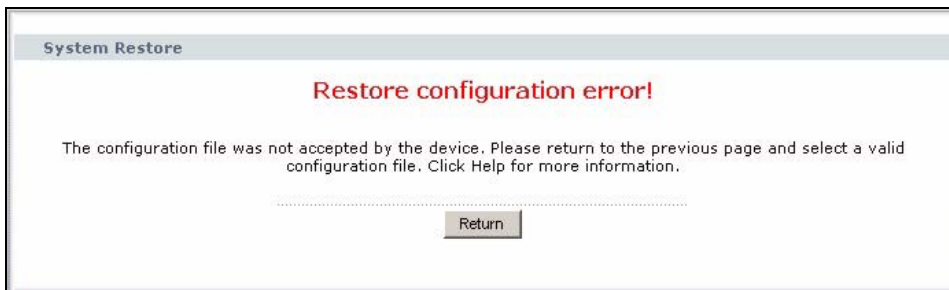 System Restore
Restore configuration error!
The configuration file was not accepted by the device. Please return to the previous page and select a valid
configuration file. Click Help for more information.
Return